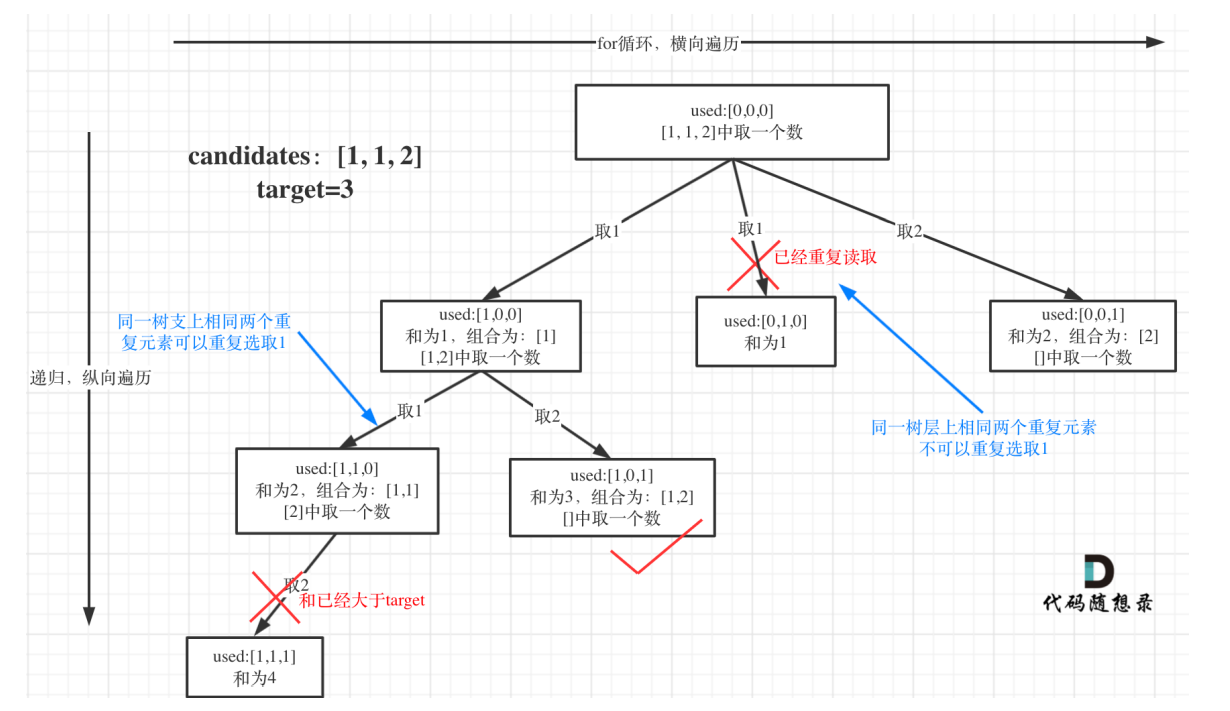 for循环，横向遍历
used:[0,0,0]
[1, 1, 2]中取一个数
candidates：[1, 1, 2]
target=3
取1
取1
取2
已经重复读取
同一树支上相同两个重
复元素可以重复选取1
used:[1,0,0]
和为1，组合为：[1]
[1,2]中取一个数
used:[0,1,0]
和为1
used:[0,0,1]
和为2，组合为：[2]
[]中取一个数
递归，纵向遍历
取1
取2
同一树层上相同两个重复元素
不可以重复选取1
used:[1,1,0]
和为2，组合为：[1,1]
[2]中取一个数
used:[1,0,1]
和为3，组合为：[1,2]
[]中取一个数
取2
和已经大于target
代码随想录
used:[1,1,1]
和为4